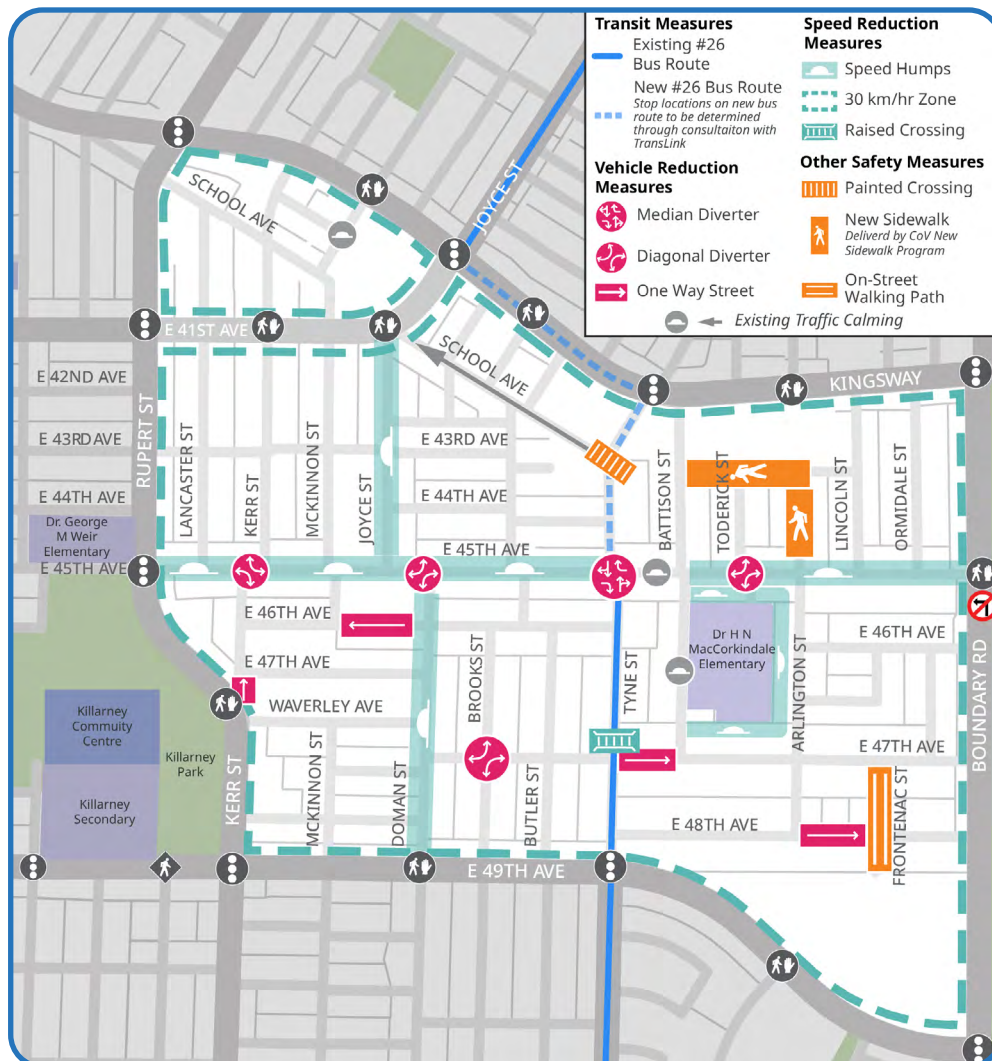 Transit Measures
Existing #26
Bus Route
New #26 Bus Route
Stop locations on new bus
route to be determined
through consultaiton with
TransLink
Vehicle Reduction
Measures
Median Diverter
Diagonal Diverter
One Way Street
Speed Reduction
Measures
Speed Humps
30 km/hr Zone
Raised Crossing
Other Safety Measures
Painted Crossing
New Sidewalk
Deliverd by CoV New
Sidewalk Program
On-Street
Walking Path
Existing Traffic Calming
SCHOOL AVE
JOYCE ST
E 41ST AVE
SCHOOL AVE
KINGSWAY
E 42ND AVE
RUPERT ST
E 43RDAVE
E 43RD AVE
LANCASTER ST
KERR ST
MCKINNON ST
JOYCE ST
BATTISON ST
TODERICK ST
LINCOLN ST
ORMIDALE ST
E 44TH AVE
E 44TH AVE
Dr. George
M Weir
Elementary
E 45TH AVE
E 45TH AVE
E 46TH AVE
E 46TH AVE
Dr H N
MacCorkindale
Elementary
E 47TH AVE
BROOKS ST
TYNE ST
ARLINGTON ST
BOUNDARY RD
WAVERLEY AVE
Killarney
Commuity
Centre
Killarney
Park
E 47TH AVE
Killarney
Secondary
KERR ST
MCKINNON ST
DOMAN ST
BUTLER ST
E 48TH AVE
FRONTENAC ST
E 49TH AVE